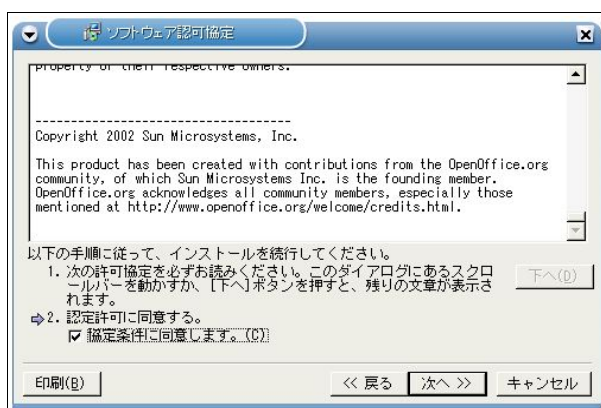 ソフトウェア認可協定
property of their respective owners.
----------------------------------
Copyright 2002 Sun Microsystems, Inc.
This product has been created with contributions from the OpenOffice.org
community, of which Sun Microsystems Inc. is the founding member.
OpenOffice.org acknowledges all community members, especially those
mentioned at http://www.openoffice.org/welcome/credits.html.
以下の手順に従って、インストールを続行してください。
1. 次の許可協定を必ずお読みください。このダイアログにあるスクロ
ールバーを動かすか、[下へ]ボタンを押すと、残りの文章が表示さ
れます。
下へ(D)
2. 認定許可に同意する。
協定条件に同意します。(C)
印刷(B)
<< 戻る
次へ >>
キャンセル